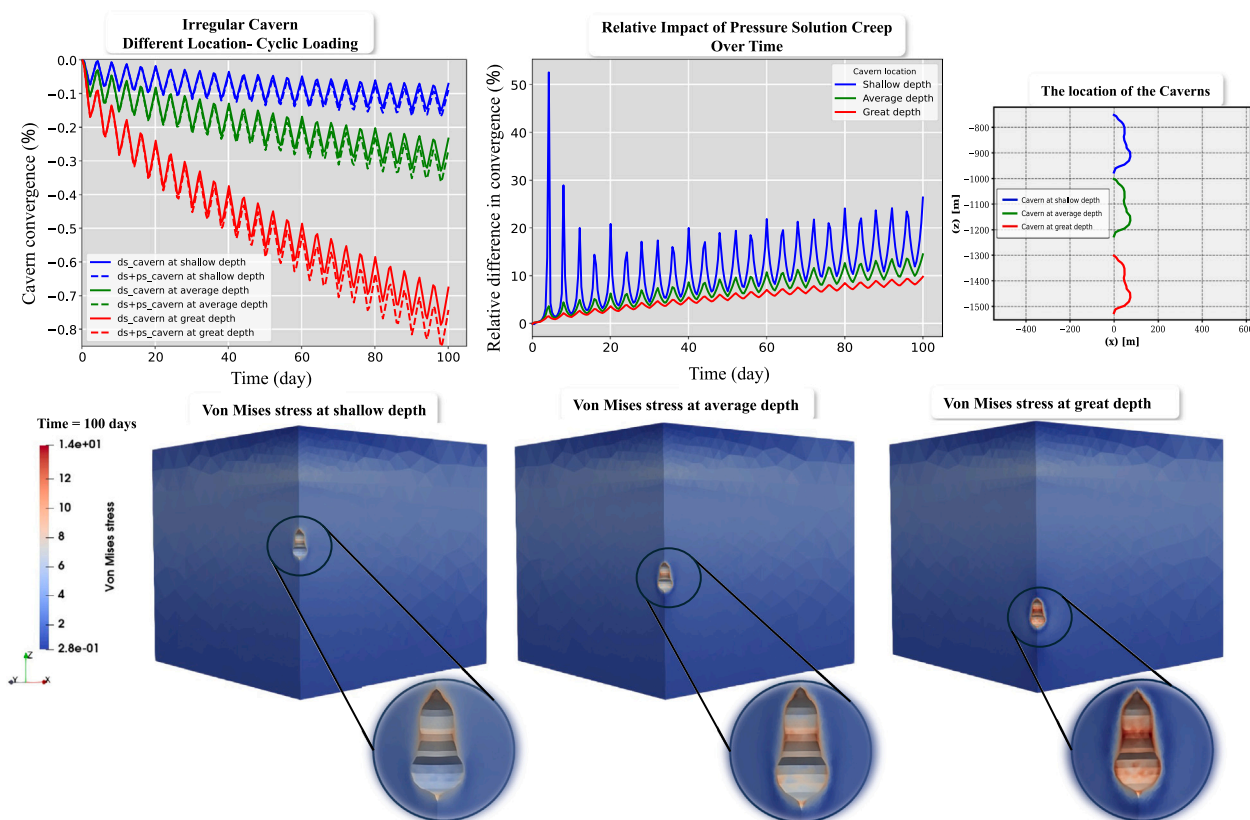 Irregular Cavern
Different Location- Cyclic Loading
Cavern convergence (%)
0.0
−0.1
−0.2
−0.3
−0.4
−0.5
−0.6
−0.7
−0.8
ds_cavern at shallow depth
ds+ps_cavern at shallow depth
ds_cavern at average depth
ds+ps_cavern at average depth
ds_cavern at great depth
ds+ps_cavern at great depth
0 20 40 60 80 100
Time (day)
Relative Impact of Pressure Solution Creep
Over Time
Relative difference in convergence (%)
50
40
30
20
10
0
Cavern location
Shallow depth
Average depth
Great depth
0 20 40 60 80 100
Time (day)
The location of the Caverns
(z) [m]
−800
−900
−1000
−1100
−1200
−1300
−1400
−1500
Cavern at shallow depth
Cavern at average depth
Cavern at great depth
−400 −200 0 200 400 600
(x) [m]
Time = 100 days
1.4e+01
12
10
8
6
4
2
2.8e-01
Von Mises stress
Z
Y
X
Von Mises stress at shallow depth
Von Mises stress at average depth
Von Mises stress at great depth